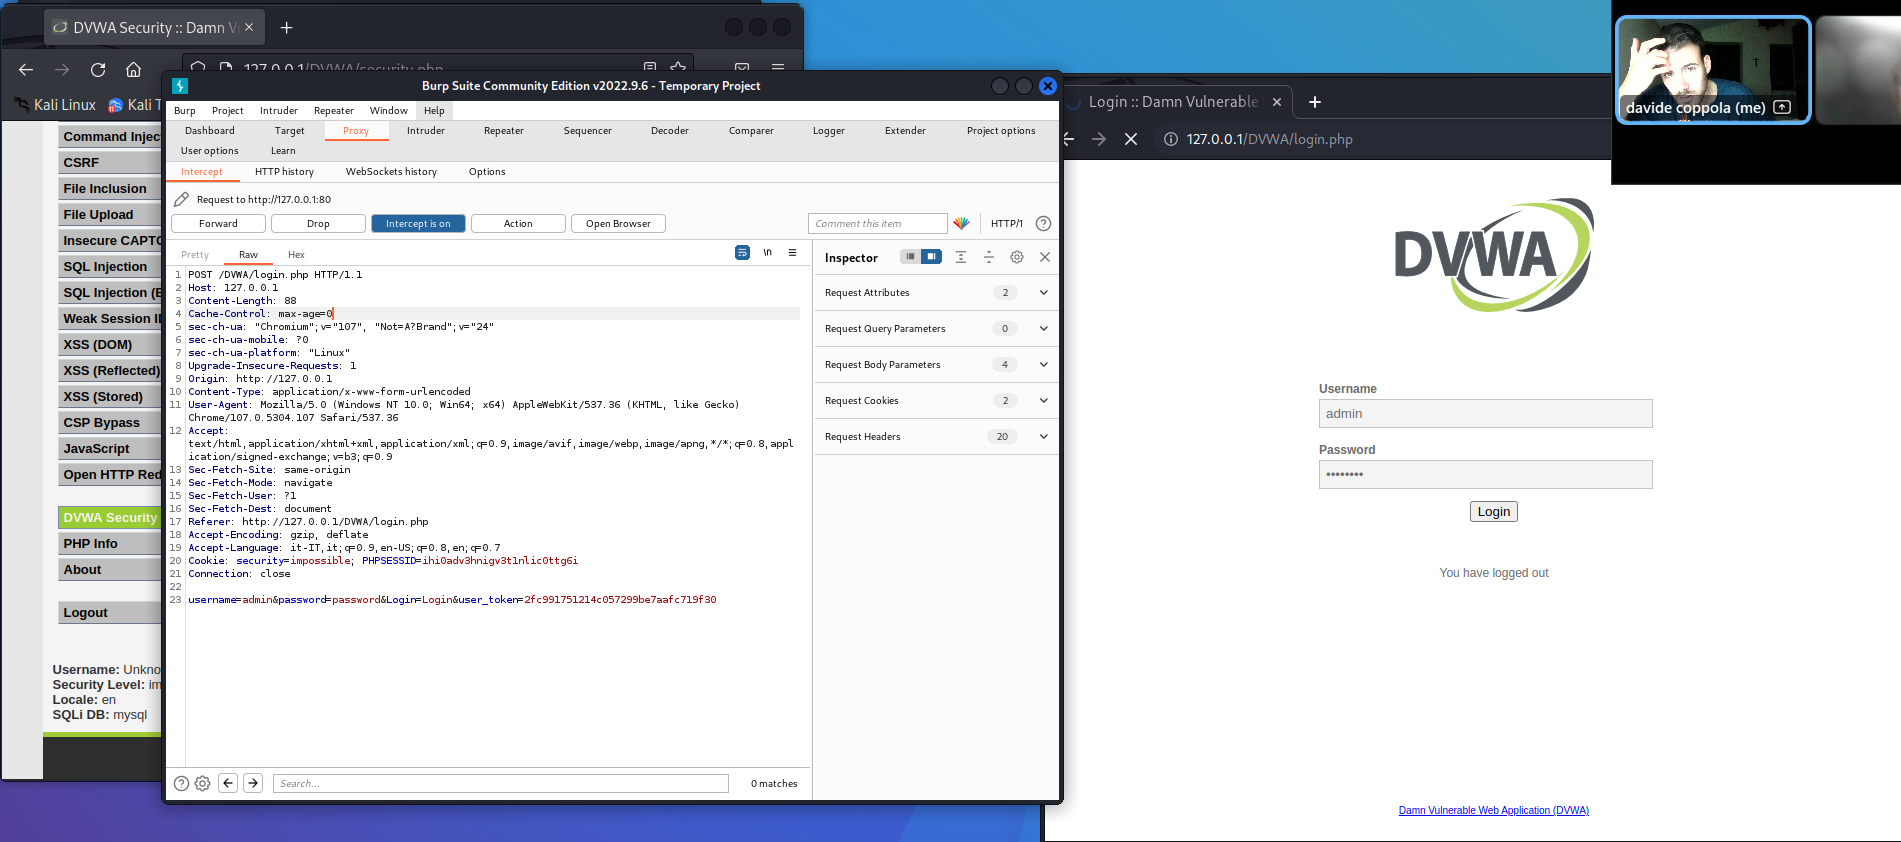 DVWA Security :: Damn Vu
127.0.0.1/DVWA/security.php
Kali Linux
Kali T
Command Inject
CSRF
File Inclusion
File Upload
Insecure CAPTC
SQL Injection
SQL Injection (B
Weak Session ID
XSS (DOM)
XSS (Reflected)
XSS (Stored)
CSP Bypass
JavaScript
Open HTTP Red
DVWA Security
PHP Info
About
Logout
Username: Unkno
Security Level: im
Locale: en
SQLi DB: mysql
Burp Suite Community Edition v2022.9.6 - Temporary Project
Burp Project Intruder Repeater Window Help
Dashboard Target Proxy Intruder Repeater Sequencer Decoder Comparer Logger Extender Project options
User options Learn
Intercept HTTP history WebSockets history Options
Request to http://127.0.0.1:80
Forward Drop Intercept is on Action Open Browser Comment this item HTTP/1 ?
Pretty Raw Hex \n
1 POST /DVWA/login.php HTTP/1.1
2 Host: 127.0.0.1
3 Content-Length: 88
4 Cache-Control: max-age=0
5 sec-ch-ua: "Chromium";v="107", "Not=A?Brand";v="24"
6 sec-ch-ua-mobile: ?0
7 sec-ch-ua-platform: "Linux"
8 Upgrade-Insecure-Requests: 1
9 Origin: http://127.0.0.1
10 Content-Type: application/x-www-form-urlencoded
11 User-Agent: Mozilla/5.0 (Windows NT 10.0; Win64; x64) AppleWebKit/537.36 (KHTML, like Gecko)
Chrome/107.0.5304.107 Safari/537.36
12 Accept:
text/html,application/xhtml+xml,application/xml;q=0.9,image/avif,image/webp,image/apng,*/*;q=0.8,appl
ication/signed-exchange;v=b3;q=0.9
13 Sec-Fetch-Site: same-origin
14 Sec-Fetch-Mode: navigate
15 Sec-Fetch-User: ?1
16 Sec-Fetch-Dest: document
17 Referer: http://127.0.0.1/DVWA/login.php
18 Accept-Encoding: gzip, deflate
19 Accept-Language: it-IT,it;q=0.9,en-US;q=0.8,en;q=0.7
20 Cookie: security=impossible; PHPSESSID=ihi0adv3hnigv3t1nlic0ttg6i
21 Connection: close
22
23 username=admin&password=password&Login=Login&user_token=2fc991751214c057299be7aafc719f30
Search...
0 matches
Inspector
Request Attributes 2
Request Query Parameters 0
Request Body Parameters 4
Request Cookies 2
Request Headers 20
Login :: Damn Vulnerable
127.0.0.1/DVWA/login.php
davide coppola (me)
DVWA
Username
admin
Password
••••••••
Login
You have logged out
Damn Vulnerable Web Application (DVWA)